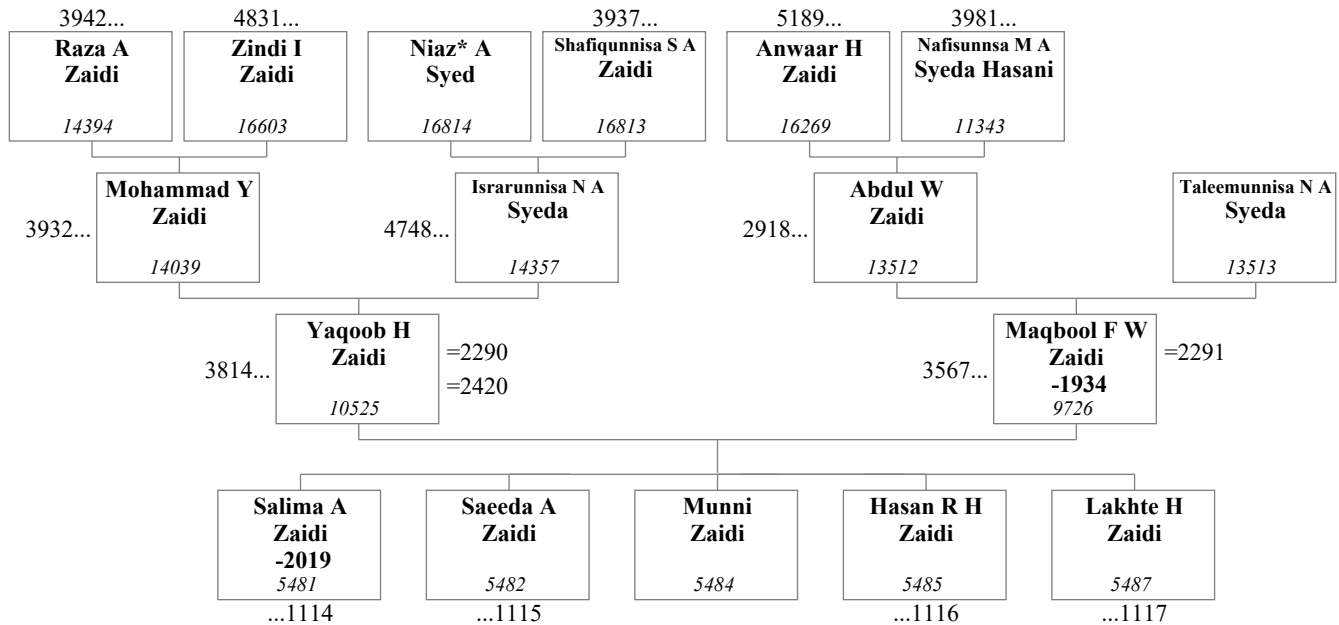 3942...
4831...
3937...
5189...
3981...
Raza A
Zaidi
14394
Zindi I
Zaidi
16603
Niaz* A
Syed
16814
Shafiqunnisa S A
Zaidi
16813
Anwaar H
Zaidi
16269
Nafisunnsa M A
Syeda Hasani
11343
3932...
Mohammad Y
Zaidi
14039
4748...
Israrunnisa N A
Syeda
14357
2918...
Abdul W
Zaidi
13512
Taleemunnisa N A
Syeda
13513
3814...
Yaqoob H
Zaidi
10525
=2290
=2420
3567...
Maqbool F W
Zaidi
-1934
9726
=2291
Salima A
Zaidi
-2019
5481
...1114
Saeeda A
Zaidi
5482
...1115
Munni
Zaidi
5484
Hasan R H
Zaidi
5485
...1116
Lakhte H
Zaidi
5487
...1117